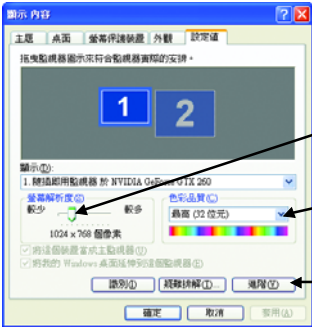 顯示 內容
主題 桌面 螢幕保護裝置 外觀 設定值
拖曳監視器圖示來符合監視器實際的安排。
1 2
顯示(D):
1. 隨插即用監視器 於 NVIDIA GeForce GTX 260
螢幕解析度(S) 色彩品質(C)
較少 較多 最高 (32 位元)
1024 x 768 個像素
將這個裝置當成主監視器(U)
將我的 Windows 桌面延伸到這個監視器(E)
識別(I) 疑難排解(T)... 進階(V)
確定 取消 套用(A)